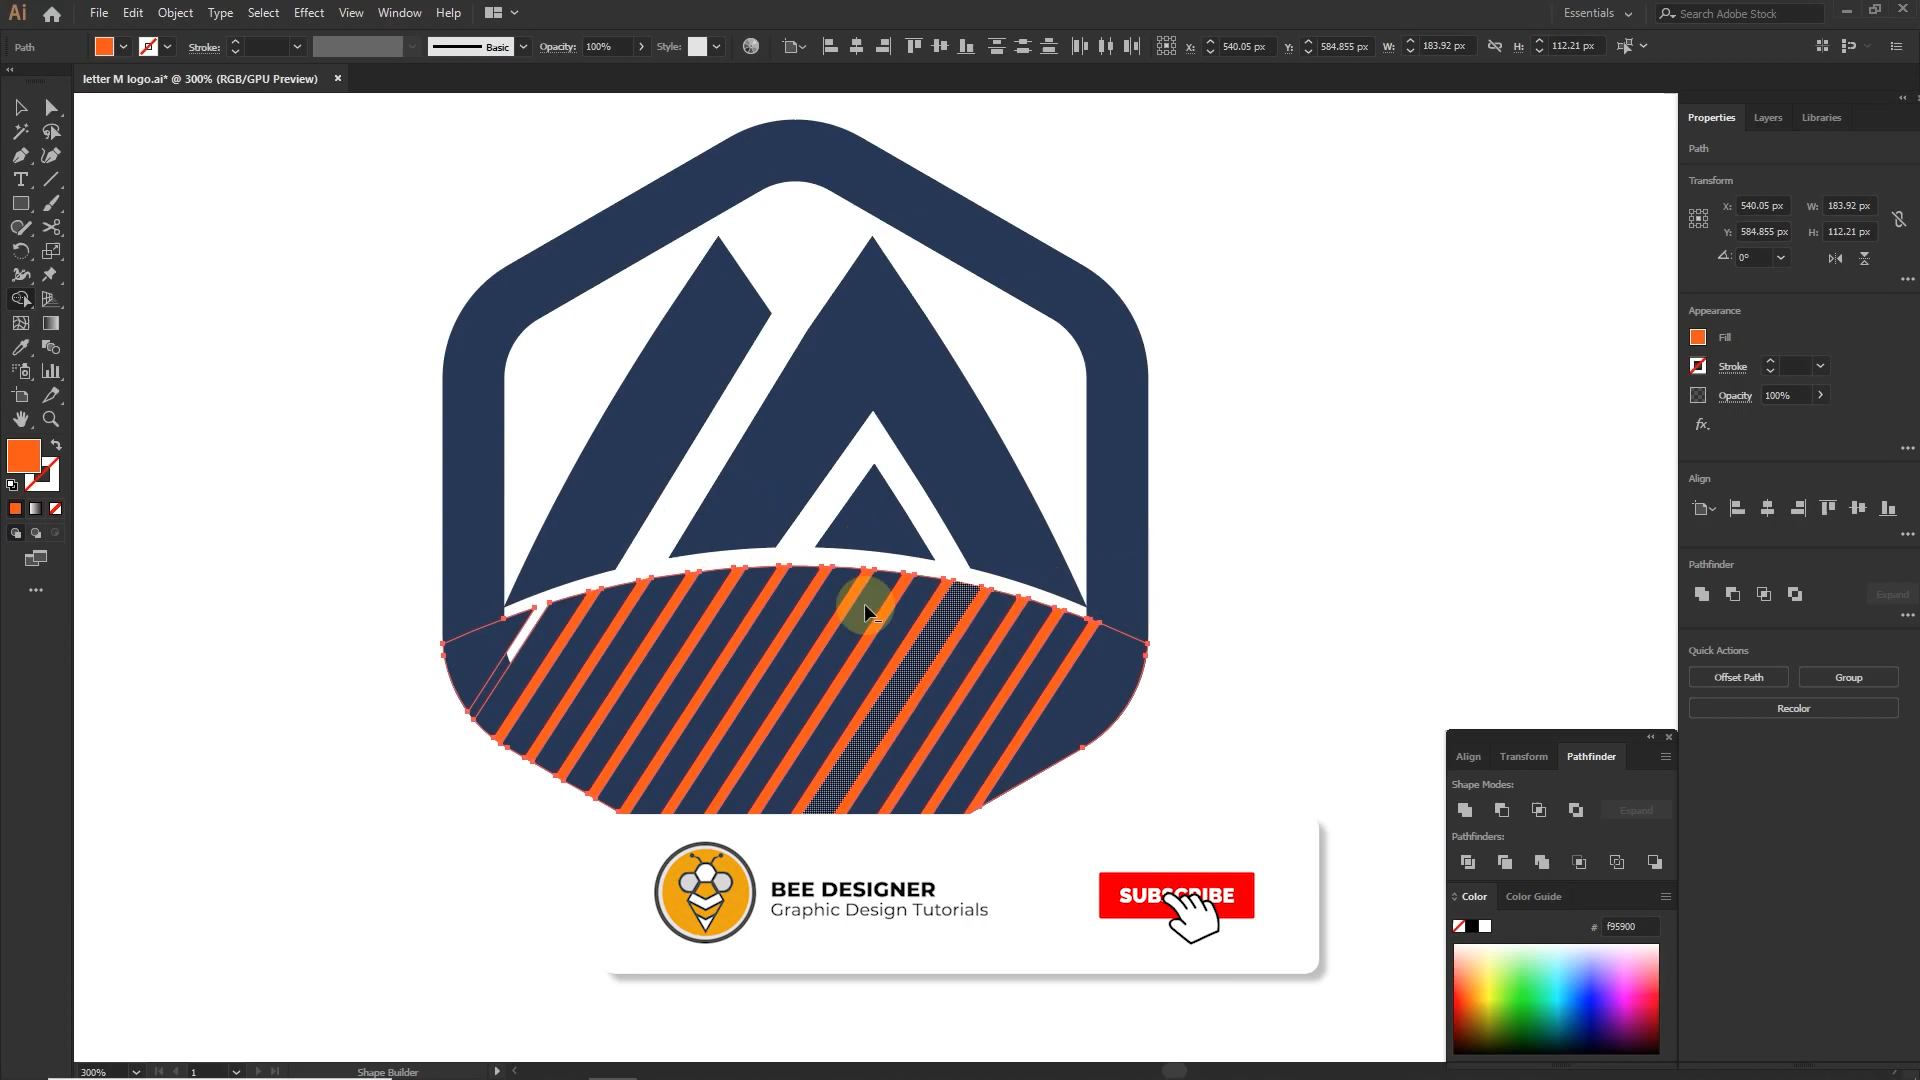 Ai File Edit Object Type Select Effect View Window Help Essentials Search Adobe Stock
Path Stroke: Basic Opacity: 100% Style: X: 540.05 px Y: 584.855 px W: 183.92 px H: 112.21 px
letter M logo.ai* @ 300% (RGB/GPU Preview) ×
Properties Layers Libraries
Path
Transform
X: 540.05 px W: 183.92 px
Y: 584.855 px H: 112.21 px
0°
Appearance
Fill
Stroke
Opacity 100%
fx.
Align
Pathfinder
Expand
Quick Actions
Offset Path Group
Recolor
Align Transform Pathfinder
Shape Modes:
Expand
Pathfinders:
Color Color Guide
# f95900
BEE DESIGNER
Graphic Design Tutorials
SUBSCRIBE
300% 1 Shape Builder